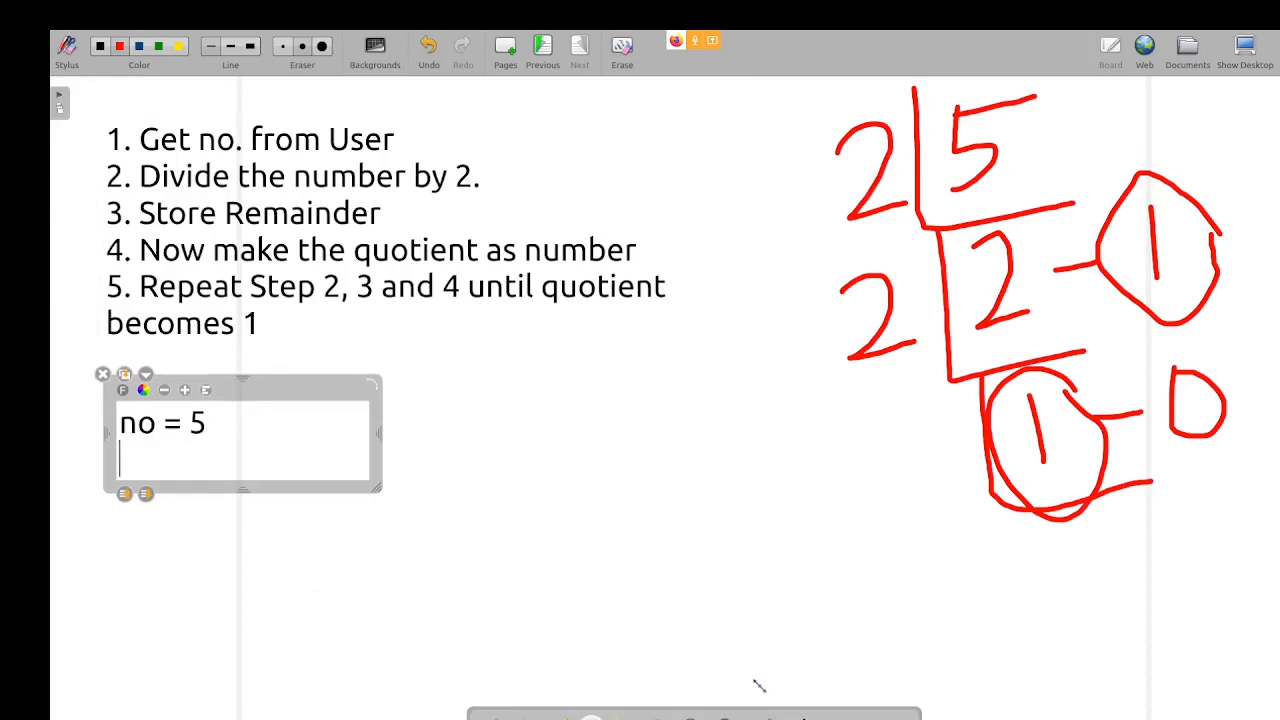 Stylus
Color
Line
Eraser
Backgrounds
Undo
Redo
Pages
Previous
Next
Erase
Board
Web
Documents
Show Desktop
1. Get no. from User
2. Divide the number by 2.
3. Store Remainder
4. Now make the quotient as number
5. Repeat Step 2, 3 and 4 until quotient
becomes 1
no = 5
2 5
2 2 - 1
1 - 0